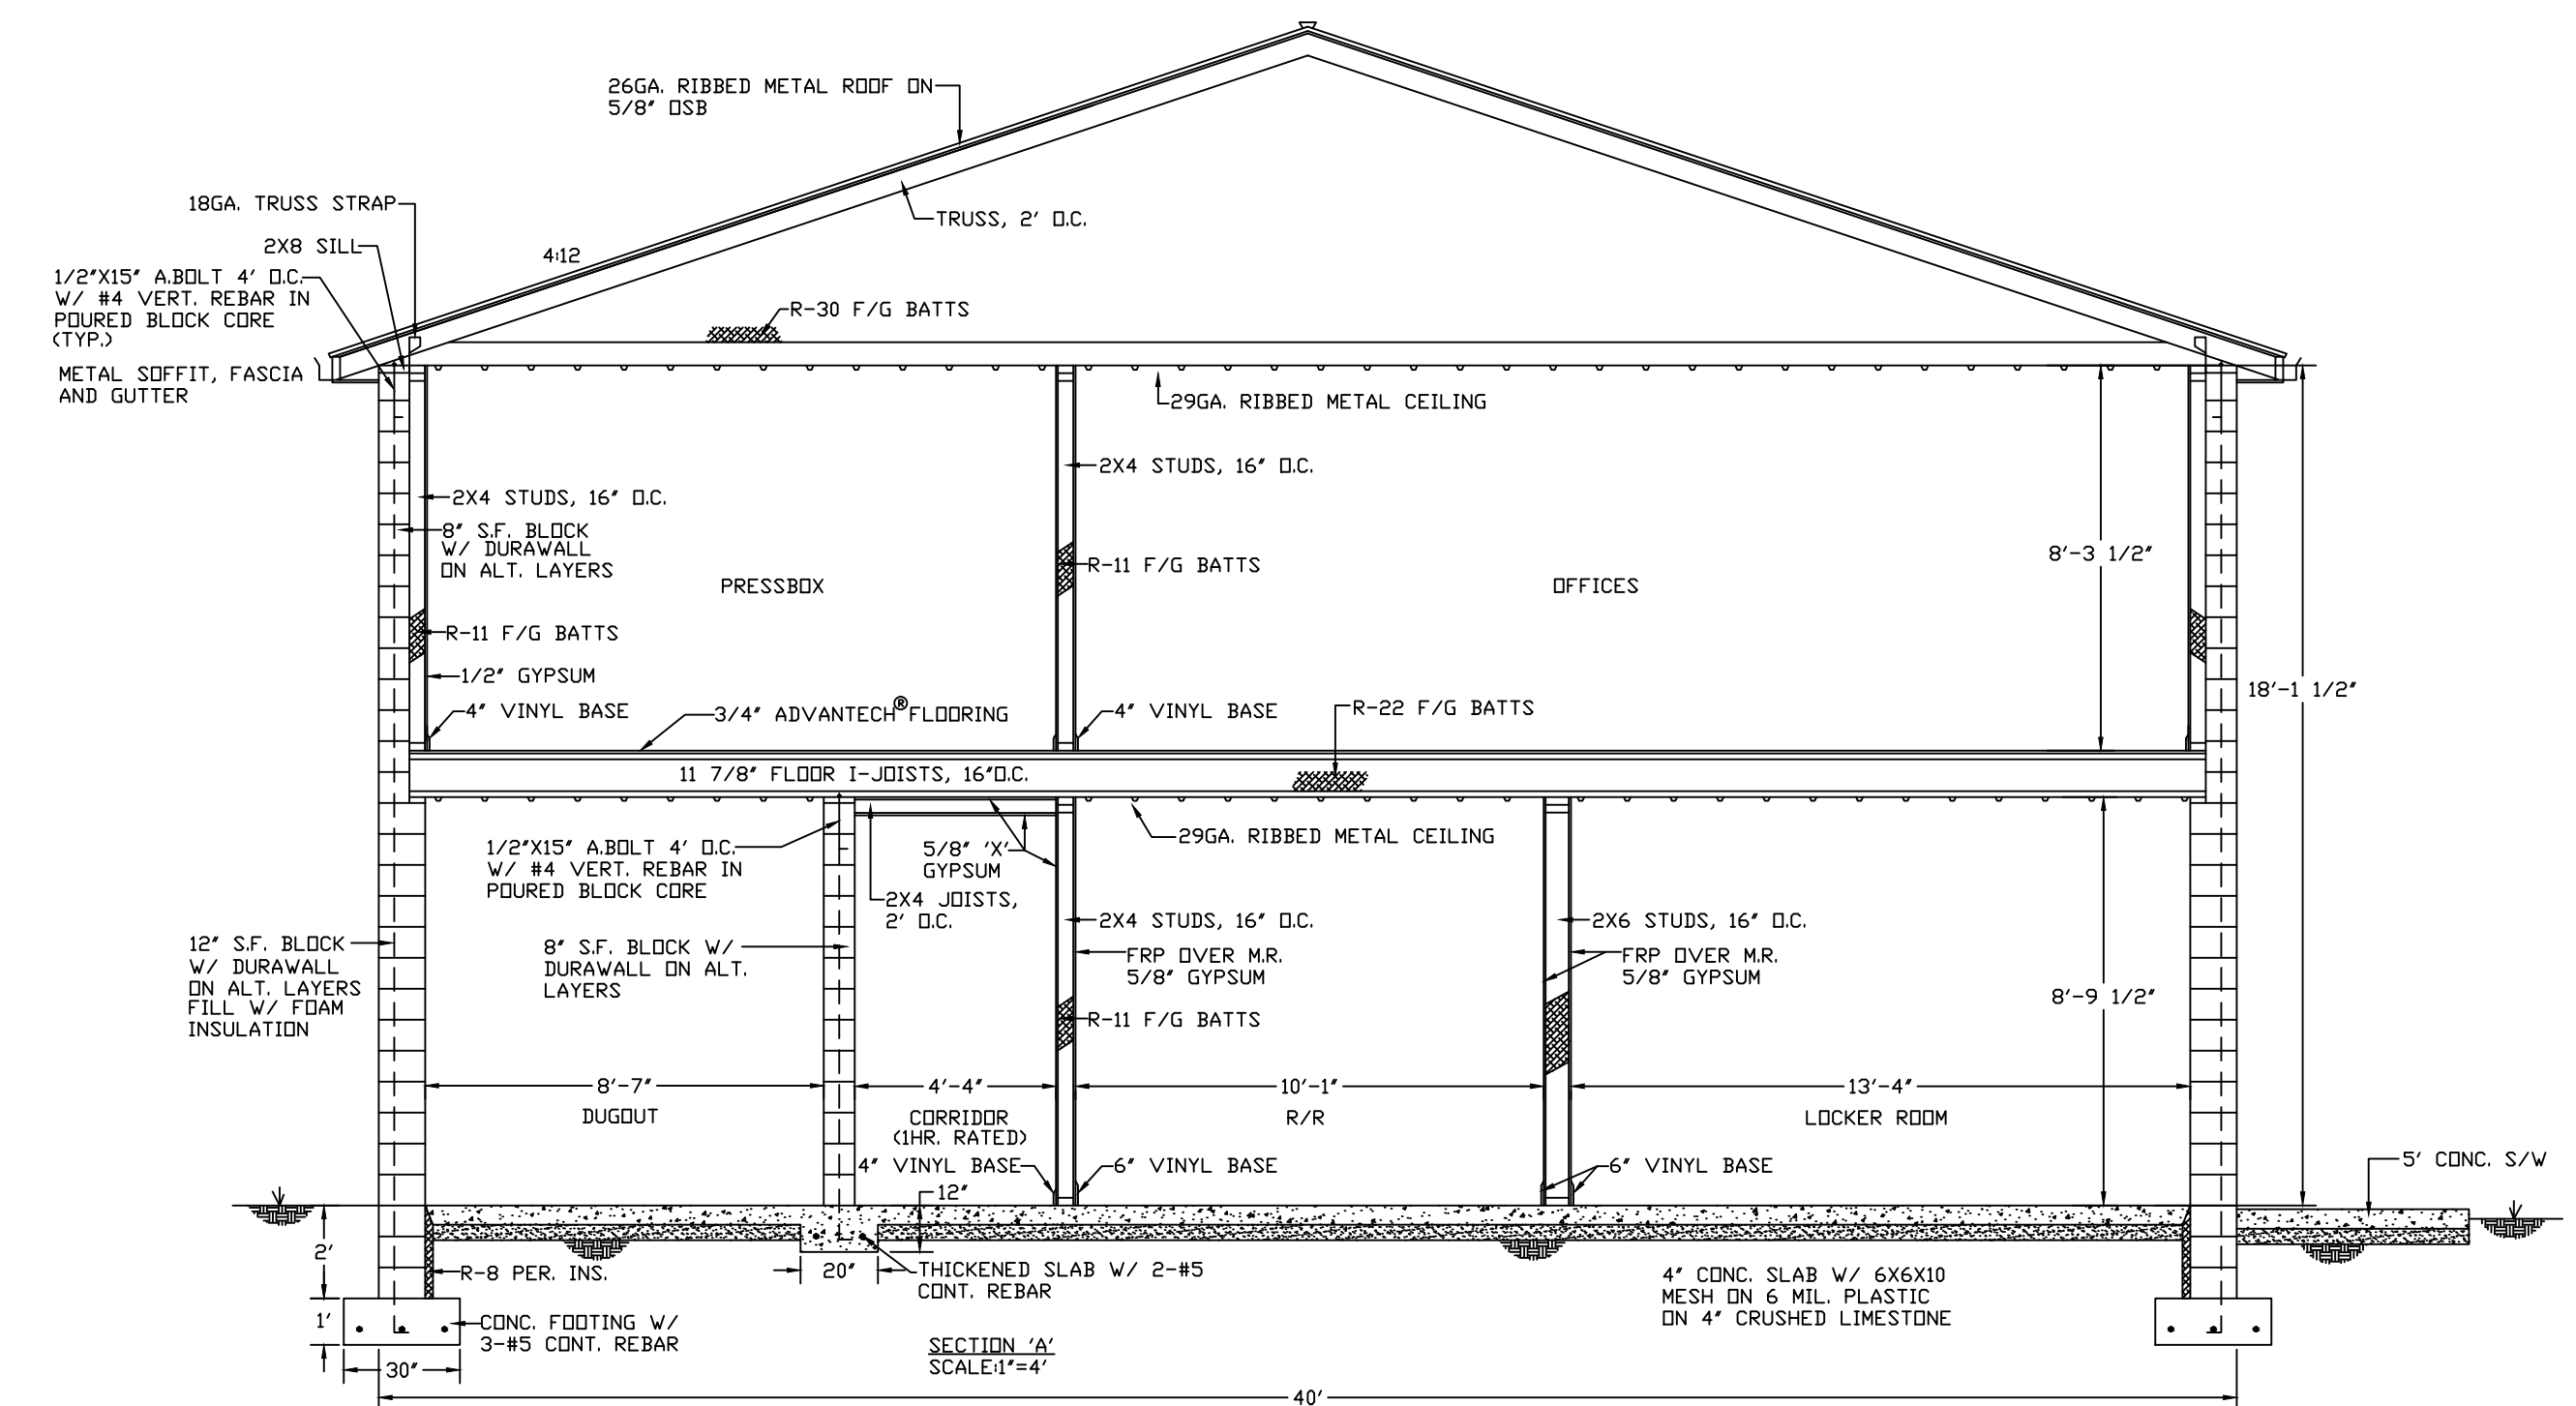 26GA. RIBBED METAL ROOF ON
5/8" OSB
18GA. TRUSS STRAP
TRUSS, 2' O.C.
2X8 SILL
4:12
1/2"X15" A.BOLT 4' O.C.
W/ #4 VERT. REBAR IN
POURED BLOCK CORE
(TYP.)
R-30 F/G BATTS
METAL SOFFIT, FASCIA
AND GUTTER
29GA. RIBBED METAL CEILING
2X4 STUDS, 16" O.C.
2X4 STUDS, 16" O.C.
8" S.F. BLOCK
W/ DURAWALL
ON ALT. LAYERS
R-11 F/G BATTS
8'-3 1/2"
PRESSBOX
OFFICES
R-11 F/G BATTS
1/2" GYPSUM
18'-1 1/2"
4" VINYL BASE
3/4" ADVANTECH® FLOORING
4" VINYL BASE
R-22 F/G BATTS
11 7/8" FLOOR I-JOISTS, 16"O.C.
1/2"X15" A.BOLT 4' O.C.
W/ #4 VERT. REBAR IN
POURED BLOCK CORE
5/8" 'X'
GYPSUM
29GA. RIBBED METAL CEILING
2X4 JOISTS,
2' O.C.
2X4 STUDS, 16" O.C.
2X6 STUDS, 16" O.C.
12" S.F. BLOCK
W/ DURAWALL
ON ALT. LAYERS
FILL W/ FOAM
INSULATION
8" S.F. BLOCK W/
DURAWALL ON ALT.
LAYERS
FRP OVER M.R.
5/8" GYPSUM
FRP OVER M.R.
5/8" GYPSUM
8'-9 1/2"
R-11 F/G BATTS
8'-7"
4'-4"
10'-1"
13'-4"
DUGOUT
CORRIDOR
(1HR. RATED)
R/R
LOCKER ROOM
4" VINYL BASE
6" VINYL BASE
6" VINYL BASE
5' CONC. S/W
12"
2'
R-8 PER. INS.
20"
THICKENED SLAB W/ 2-#5
CONT. REBAR
4" CONC. SLAB W/ 6X6X10
MESH ON 6 MIL. PLASTIC
ON 4" CRUSHED LIMESTONE
1'
CONC. FOOTING W/
3-#5 CONT. REBAR
SECTION 'A'
SCALE:1"=4'
30"
40'